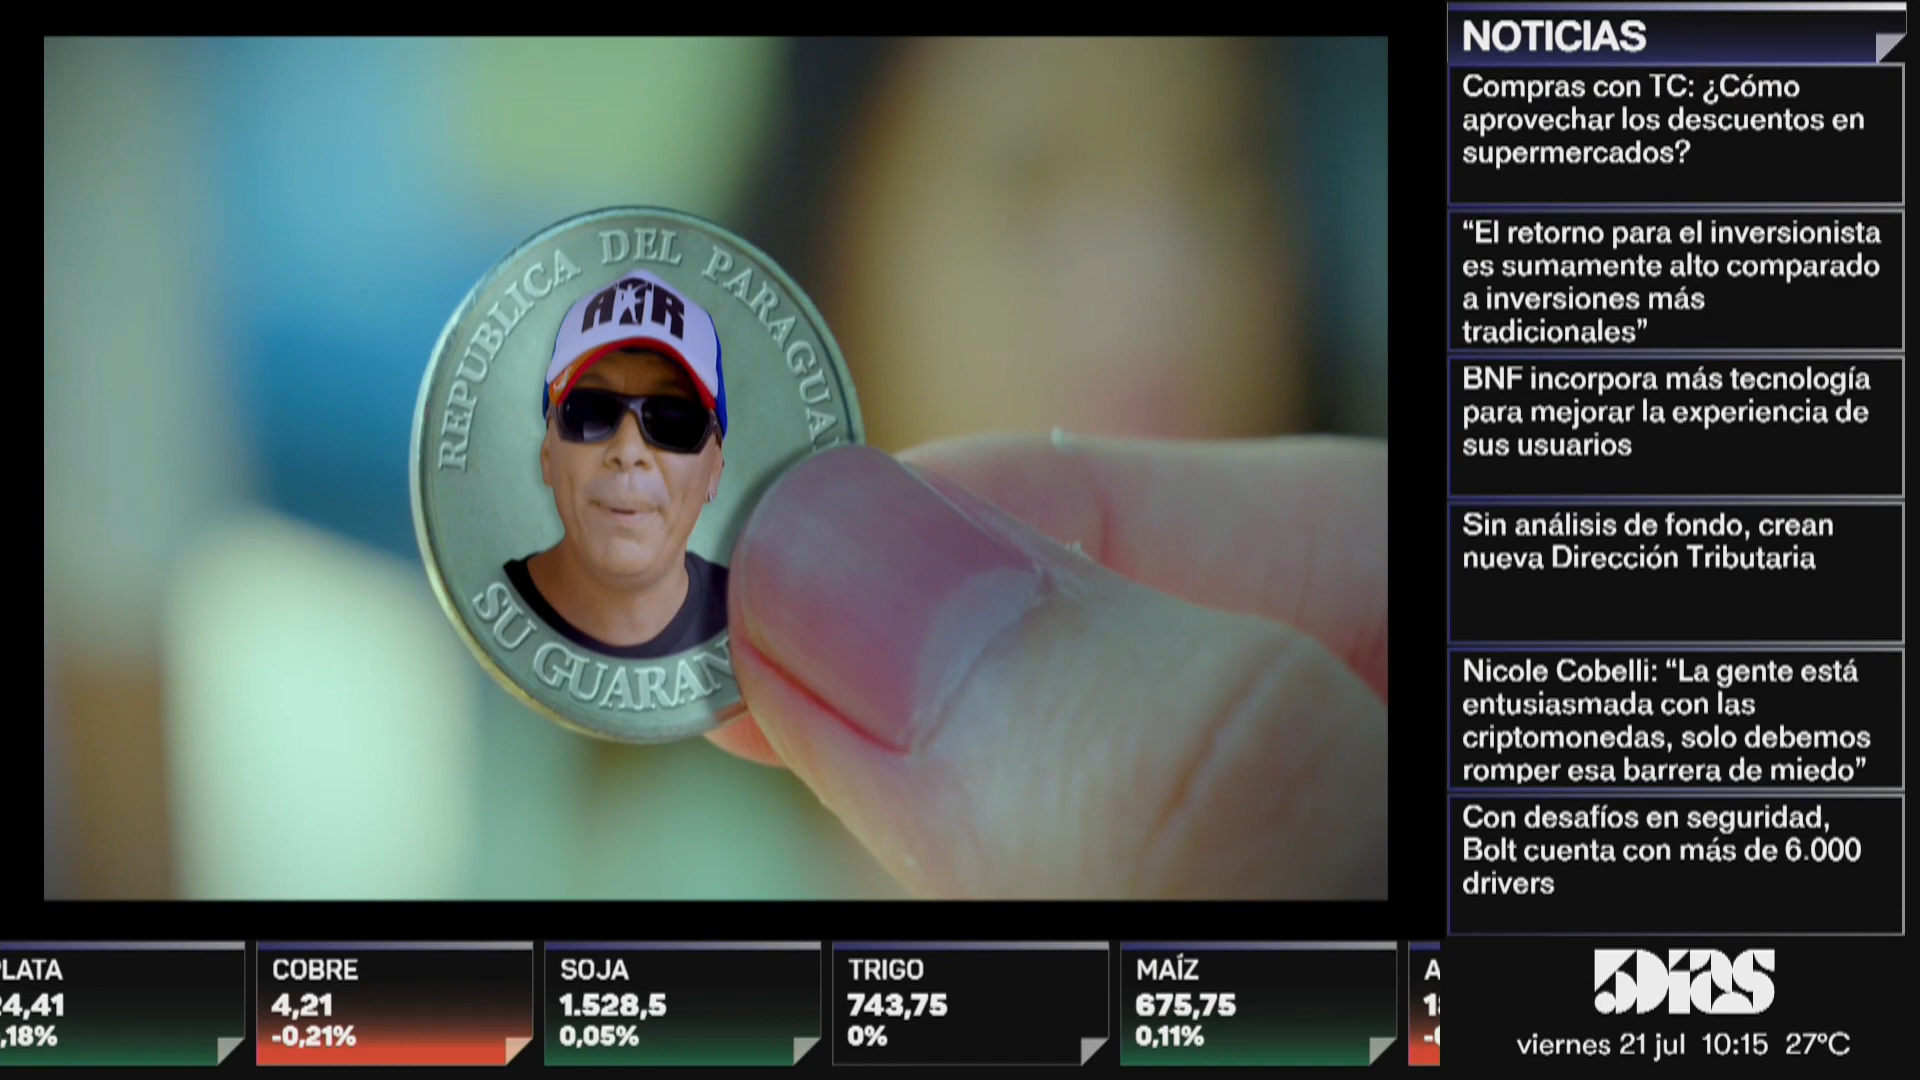 REPUBLICA DEL PARAGUA
SU GUARAN
NOTICIAS
Compras con TC: ¿Cómo
aprovechar los descuentos en
supermercados?
“El retorno para el inversionista
es sumamente alto comparado
a inversiones más
tradicionales”
BNF incorpora más tecnología
para mejorar la experiencia de
sus usuarios
Sin análisis de fondo, crean
nueva Dirección Tributaria
Nicole Cobelli: “La gente está
entusiasmada con las
criptomonedas, solo debemos
romper esa barrera de miedo”
Con desafíos en seguridad,
Bolt cuenta con más de 6.000
drivers
LATA
24,41
,18%
COBRE
4,21
-0,21%
SOJA
1.528,5
0,05%
TRIGO
743,75
0%
MAÍZ
675,75
0,11%
5Días
viernes 21 jul 10:15 27°C